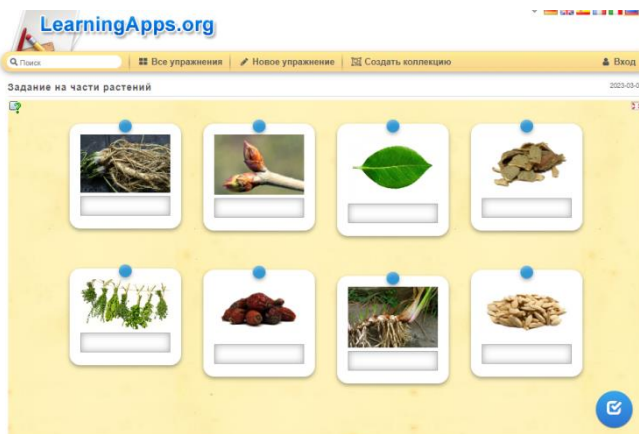 LearningApps.org
Поиск Все упражнения Новое упражнение Создать коллекцию Вход
Задание на части растений 2023-03-0